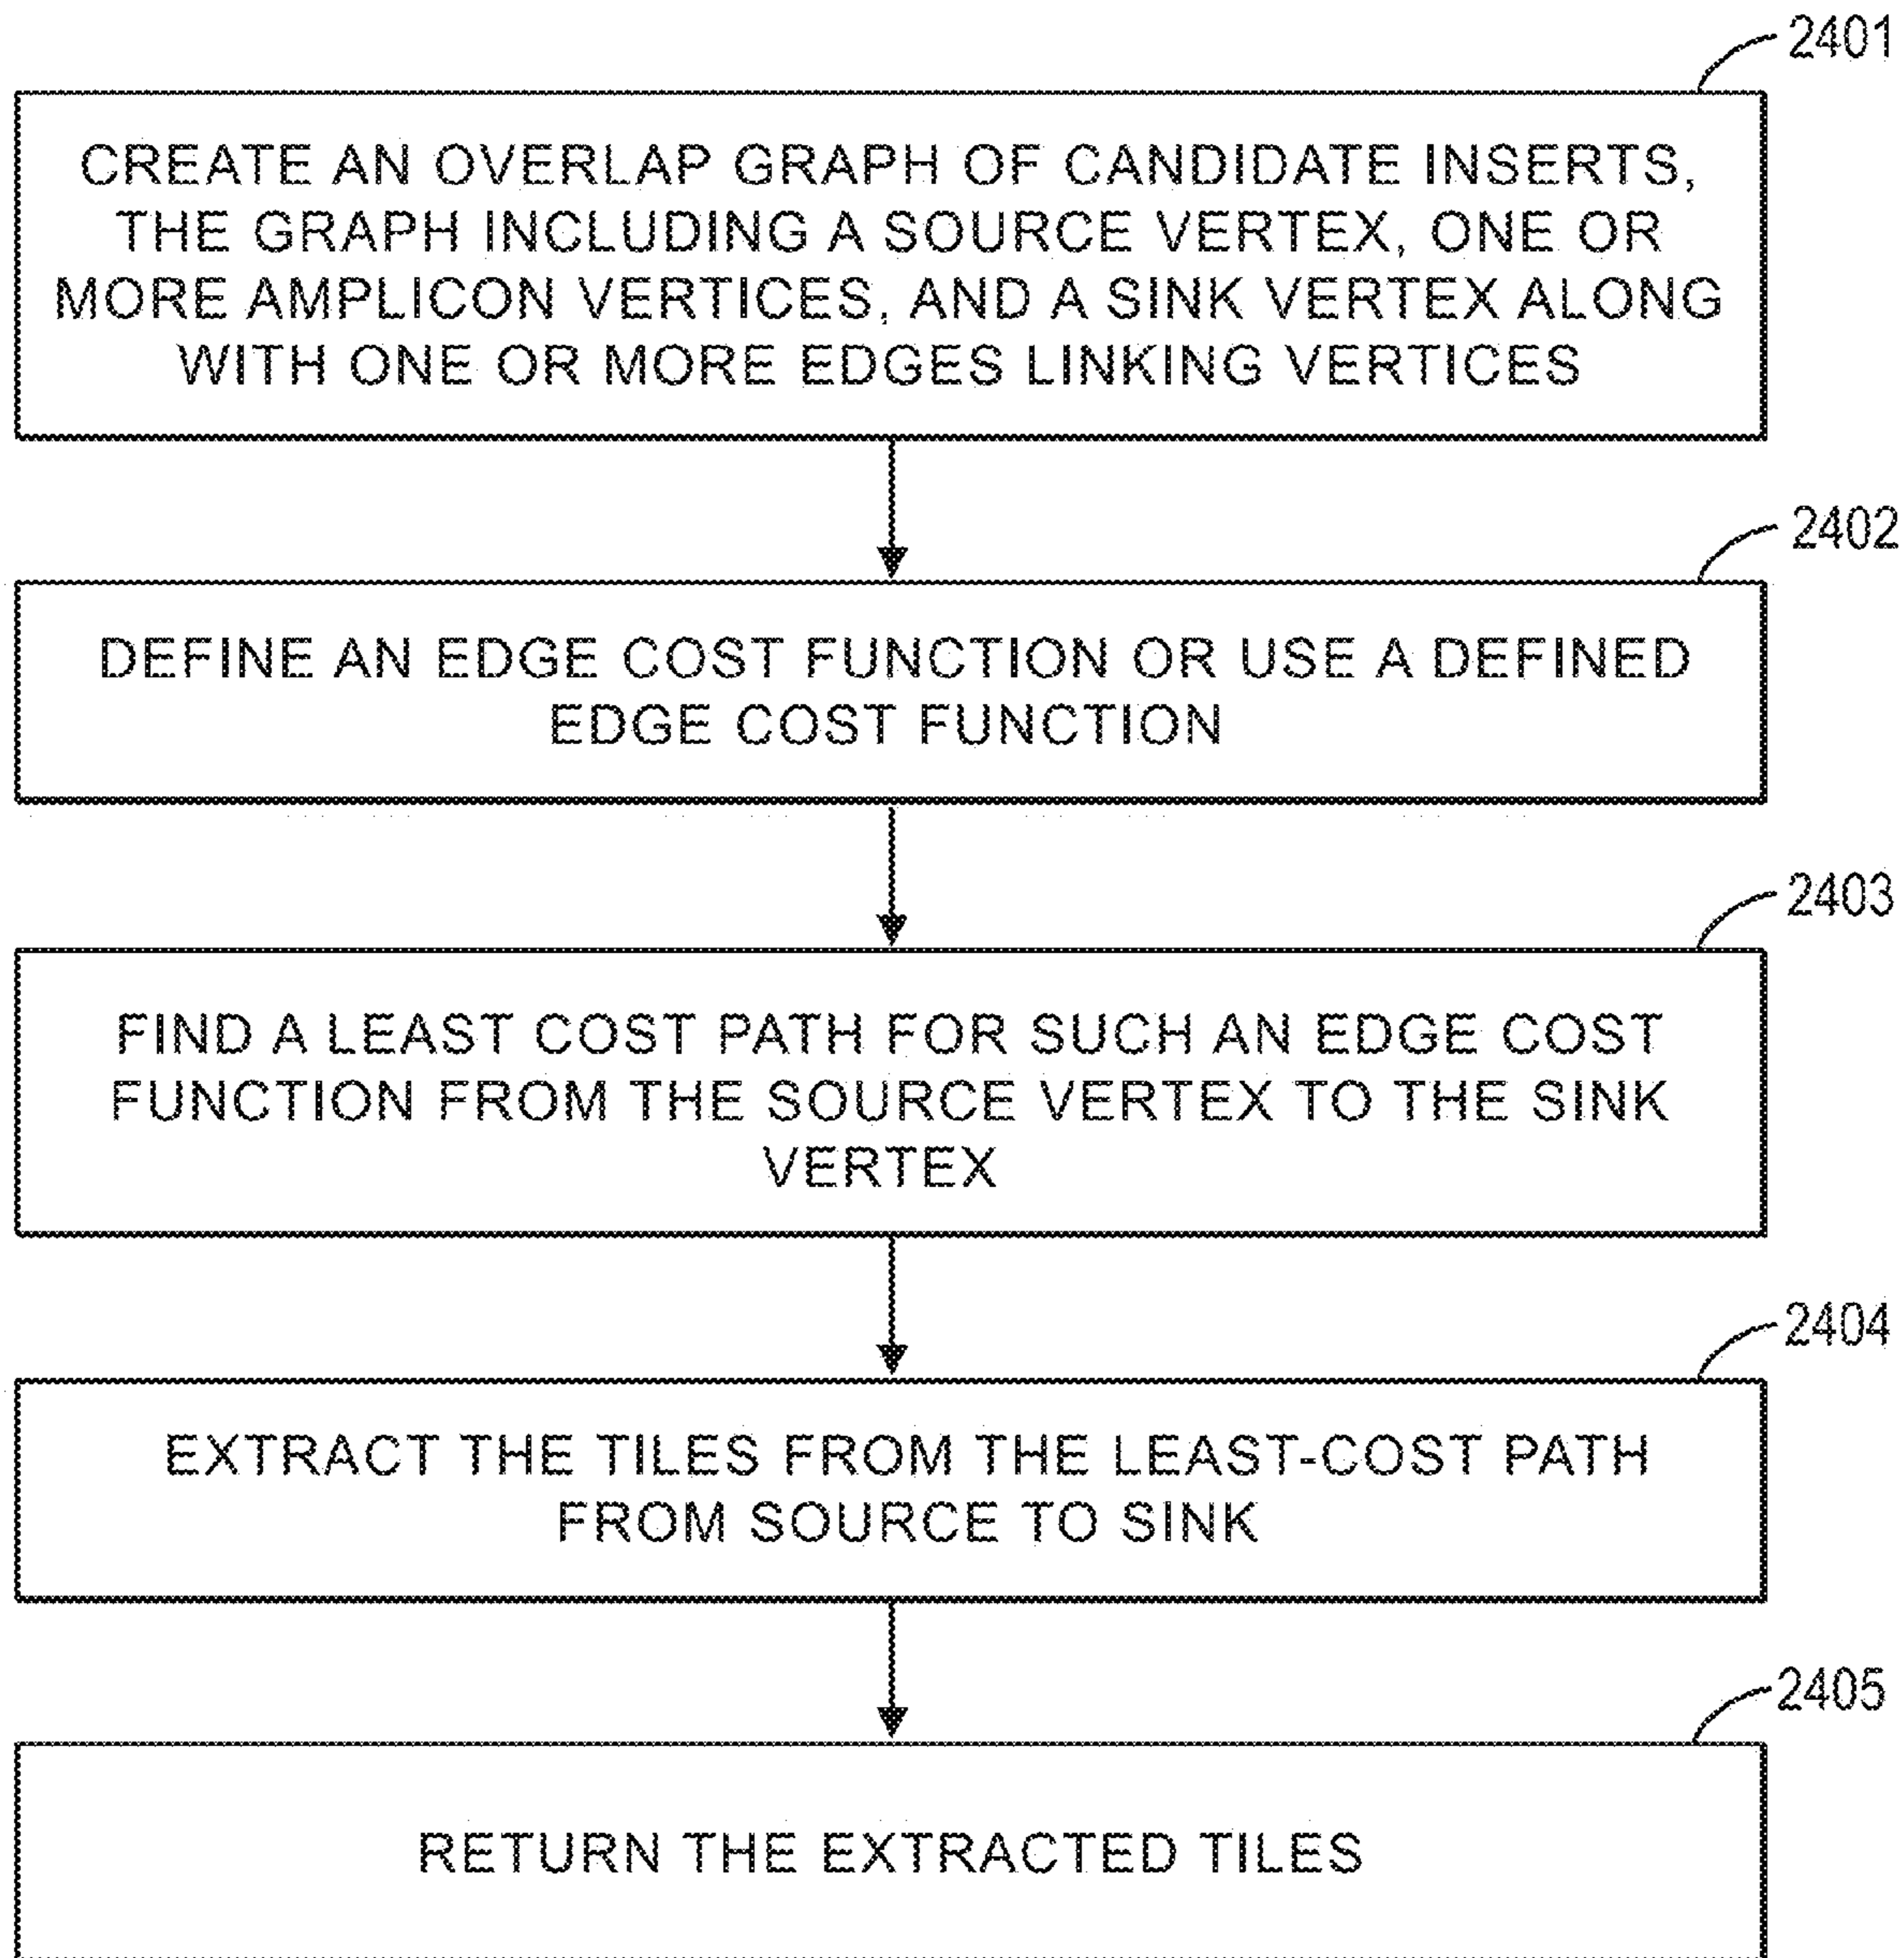 2401
CREATE AN OVERLAP GRAPH OF CANDIDATE INSERTS,
THE GRAPH INCLUDING A SOURCE VERTEX, ONE OR
MORE AMPLICON VERTICES, AND A SINK VERTEX ALONG
WITH ONE OR MORE EDGES LINKING VERTICES
2402
DEFINE AN EDGE COST FUNCTION OR USE A DEFINED
EDGE COST FUNCTION
2403
FIND A LEAST COST PATH FOR SUCH AN EDGE COST
FUNCTION FROM THE SOURCE VERTEX TO THE SINK
VERTEX
2404
EXTRACT THE TILES FROM THE LEAST-COST PATH
FROM SOURCE TO SINK
2405
RETURN THE EXTRACTED TILES